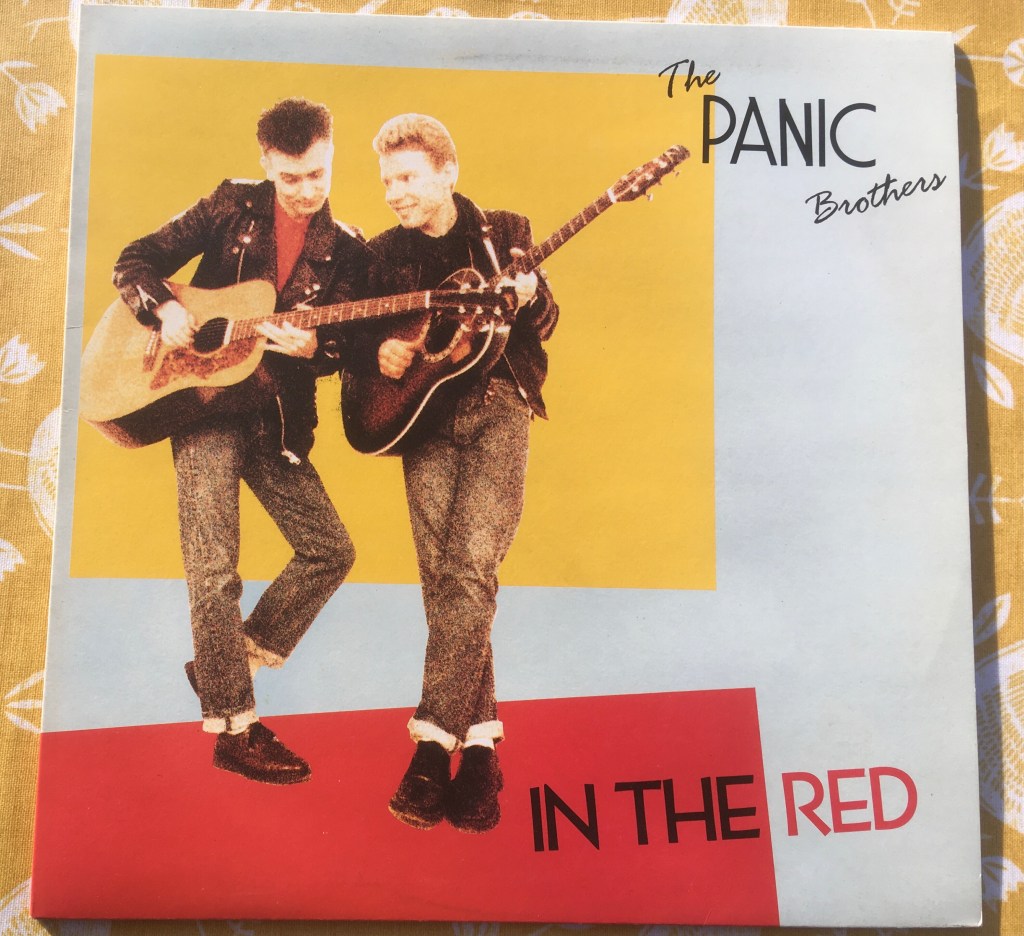 The
PANIC
Brothers
IN THE RED